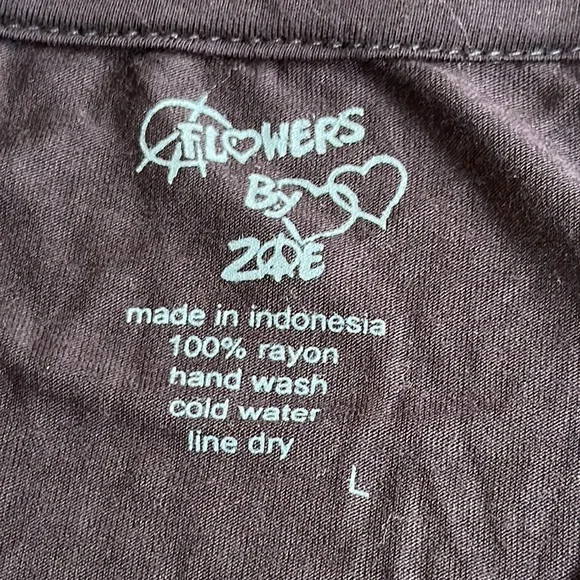 FLOWERS
By
ZOE
made in indonesia
100% rayon
hand wash
cold water
line dry
L